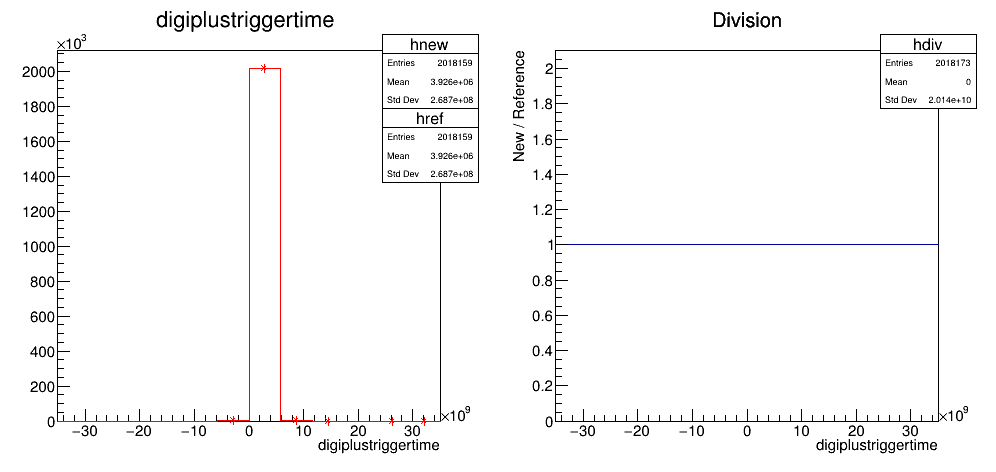 digiplustriggertime
×10³
hnew
Entries 2018159
Mean 3.926e+06
Std Dev 2.687e+08
href
Entries 2018159
Mean 3.926e+06
Std Dev 2.687e+08
2000
1800
1600
1400
1200
1000
800
600
400
200
0
−30 −20 −10 0 10 20 30
×10⁹
digiplustriggertime
Division
hdiv
Entries 2018173
Mean 0
Std Dev 2.014e+10
New / Reference
2
1.8
1.6
1.4
1.2
1
0.8
0.6
0.4
0.2
0
−30 −20 −10 0 10 20 30
×10⁹
digiplustriggertime